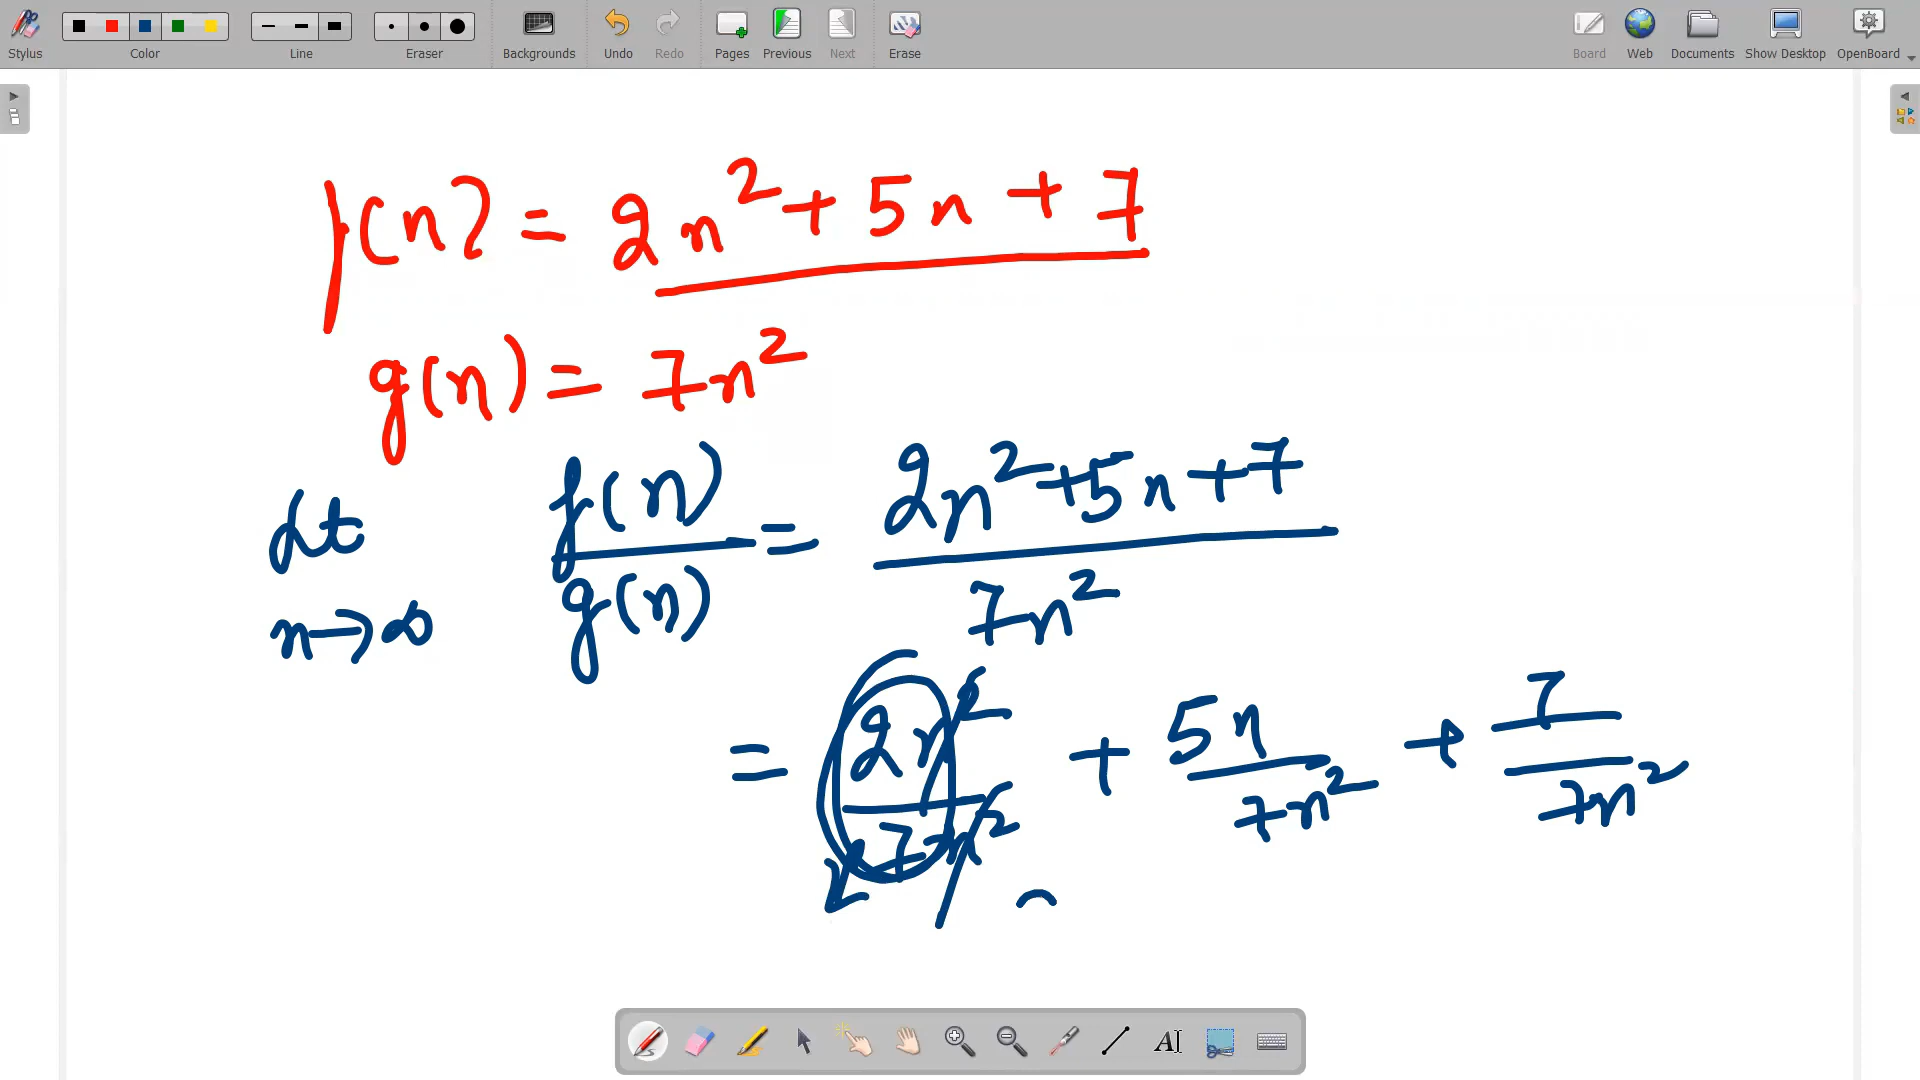 Stylus Color Line Eraser Backgrounds Undo Redo Pages Previous Next Erase Board Web Documents Show Desktop OpenBoard
f(n) = 2n² + 5n + 7
g(n) = 7n²
Lt n→∞ f(n)/g(n) = (2n² + 5n + 7)/(7n²)
= 2n²/7n² + 5n/7n² + 7/7n²